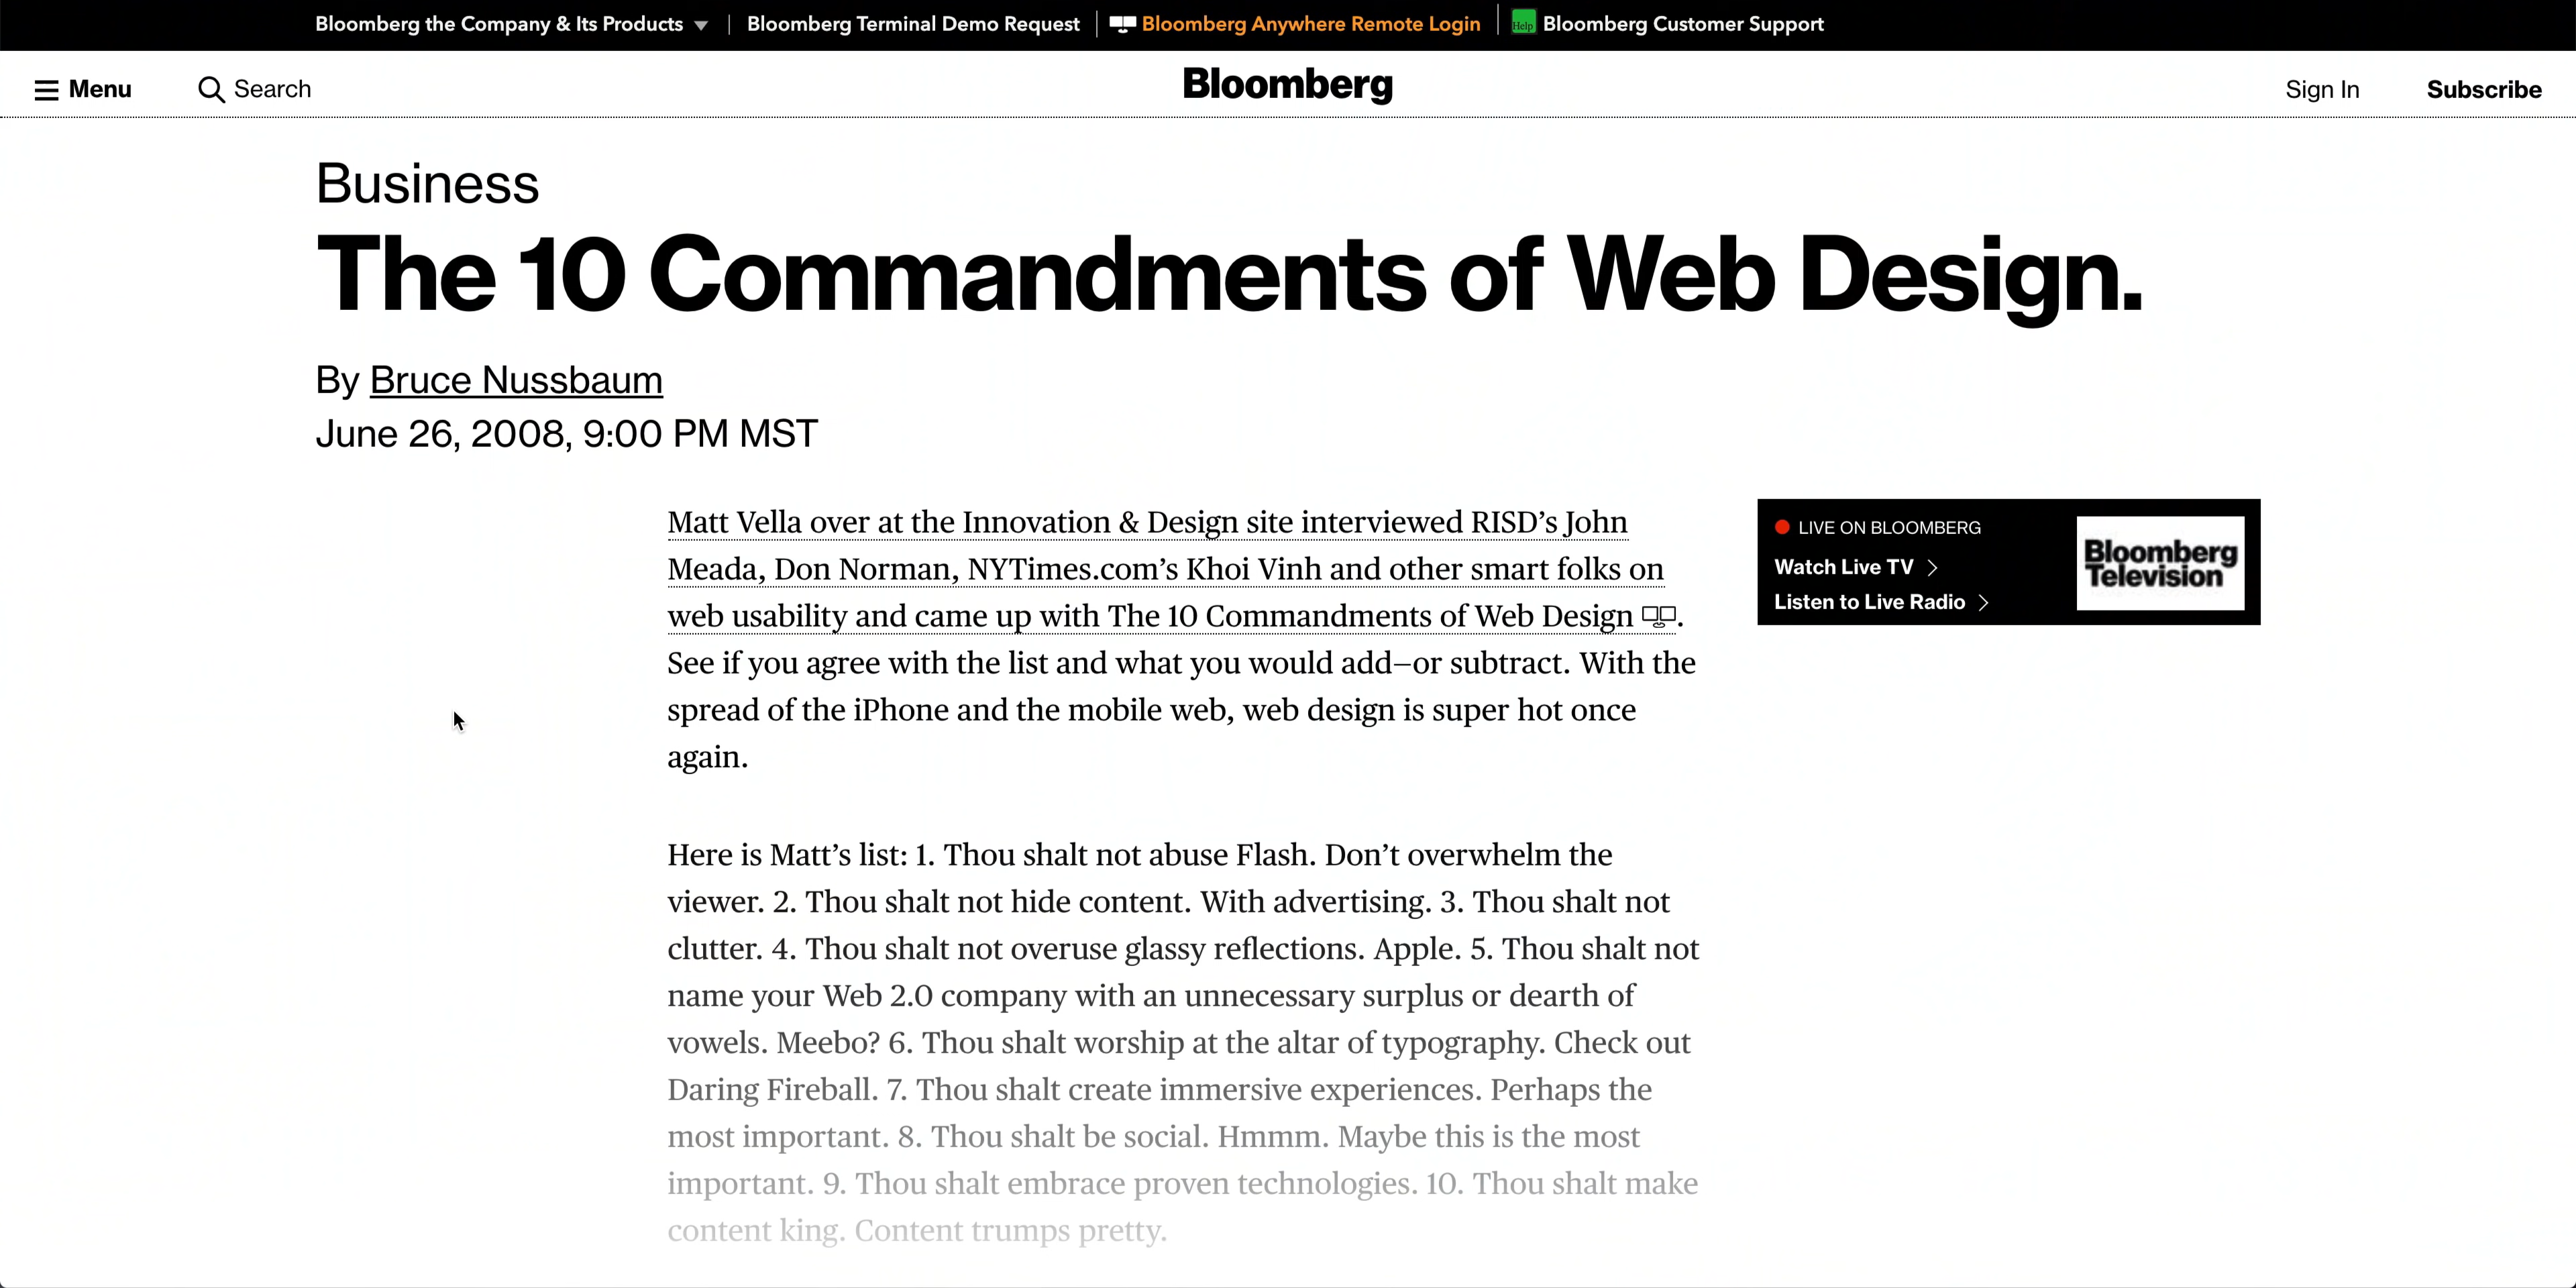 Bloomberg the Company & Its Products ▼ | Bloomberg Terminal Demo Request | Bloomberg Anywhere Remote Login | Help Bloomberg Customer Support
Menu Search Bloomberg Sign In Subscribe
Business
The 10 Commandments of Web Design.
By Bruce Nussbaum
June 26, 2008, 9:00 PM MST
Matt Vella over at the Innovation & Design site interviewed RISD’s John
Meada, Don Norman, NYTimes.com’s Khoi Vinh and other smart folks on
web usability and came up with The 10 Commandments of Web Design.
See if you agree with the list and what you would add—or subtract. With the
spread of the iPhone and the mobile web, web design is super hot once
again.
Here is Matt’s list: 1. Thou shalt not abuse Flash. Don’t overwhelm the
viewer. 2. Thou shalt not hide content. With advertising. 3. Thou shalt not
clutter. 4. Thou shalt not overuse glassy reflections. Apple. 5. Thou shalt not
name your Web 2.0 company with an unnecessary surplus or dearth of
vowels. Meebo? 6. Thou shalt worship at the altar of typography. Check out
Daring Fireball. 7. Thou shalt create immersive experiences. Perhaps the
most important. 8. Thou shalt be social. Hmmm. Maybe this is the most
important. 9. Thou shalt embrace proven technologies. 10. Thou shalt make
content king. Content trumps pretty.
LIVE ON BLOOMBERG
Watch Live TV
Listen to Live Radio
Bloomberg
Television